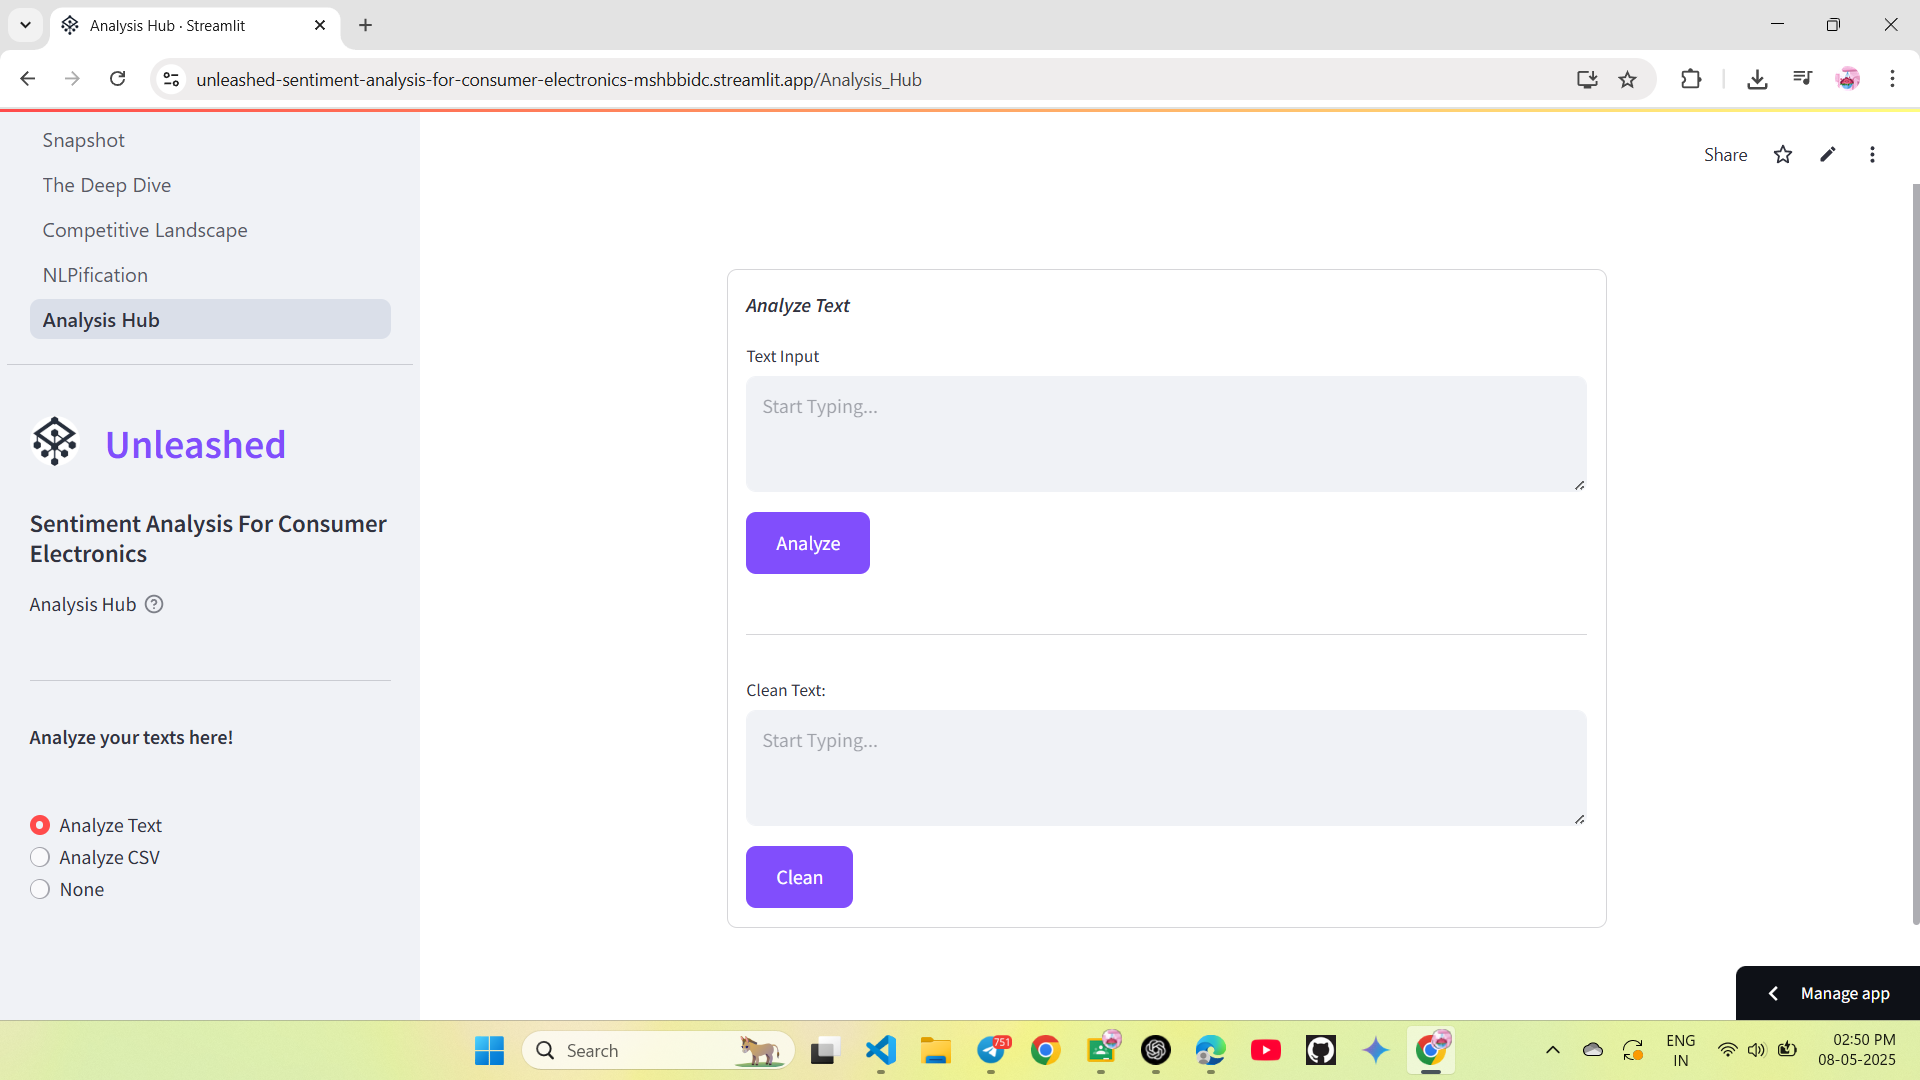 Analysis Hub · Streamlit
unleashed-sentiment-analysis-for-consumer-electronics-mshbbidc.streamlit.app/Analysis_Hub
Snapshot
The Deep Dive
Competitive Landscape
NLPification
Analysis Hub
Unleashed
Sentiment Analysis For Consumer
Electronics
Analysis Hub
Analyze your texts here!
Analyze Text
Analyze CSV
None
Share
Analyze Text
Text Input
Start Typing...
Analyze
Clean Text:
Start Typing...
Clean
Manage app
Search
751
ENG
IN
02:50 PM
08-05-2025